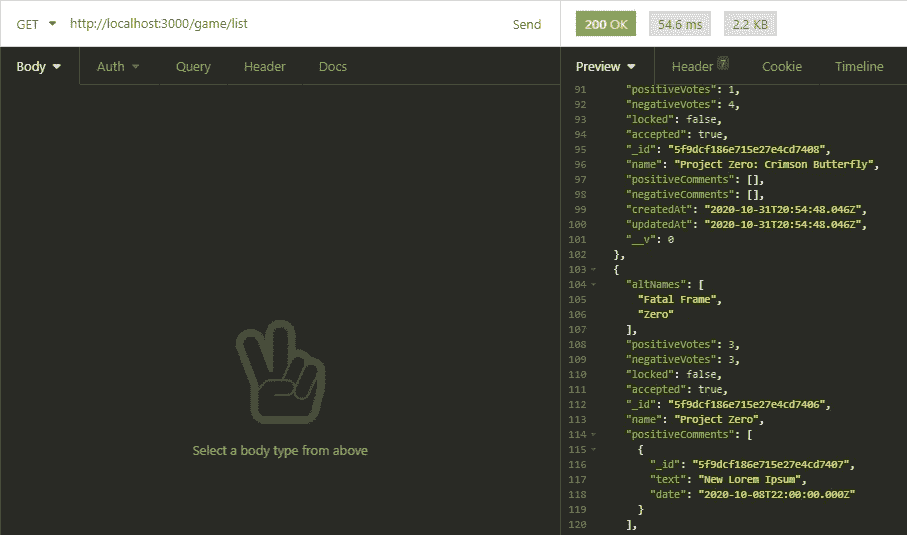 GET http://localhost:3000/game/list Send 200 OK 54.6 ms 2.2 KB
Body Auth Query Header Docs
Preview Header 7 Cookie Timeline
Select a body type from above
91 "positiveVotes": 1,
92 "negativeVotes": 4,
93 "locked": false,
94 "accepted": true,
95 "_id": "5f9dcf186e715e27e4cd7408",
96 "name": "Project Zero: Crimson Butterfly",
97 "positiveComments": [],
98 "negativeComments": [],
99 "createdAt": "2020-10-31T20:54:48.046Z",
100 "updatedAt": "2020-10-31T20:54:48.046Z",
101 "__v": 0
102 },
103 {
104 "altNames": [
105 "Fatal Frame",
106 "Zero"
107 ],
108 "positiveVotes": 3,
109 "negativeVotes": 3,
110 "locked": false,
111 "accepted": true,
112 "_id": "5f9dcf186e715e27e4cd7406",
113 "name": "Project Zero",
114 "positiveComments": [
115 {
116 "_id": "5f9dcf186e715e27e4cd7407",
117 "text": "New Lorem Ipsum",
118 "date": "2020-10-08T22:00:00.000Z"
119 }
120 ],